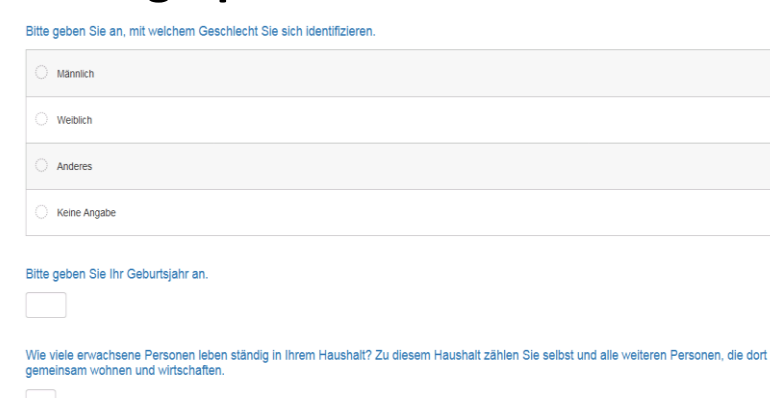 Bitte geben Sie an, mit welchem Geschlecht Sie sich identifizieren.
Männlich
Weiblich
Anderes
Keine Angabe
Bitte geben Sie Ihr Geburtsjahr an.
Wie viele erwachsene Personen leben ständig in Ihrem Haushalt? Zu diesem Haushalt zählen Sie selbst und alle weiteren Personen, die dort
gemeinsam wohnen und wirtschaften.